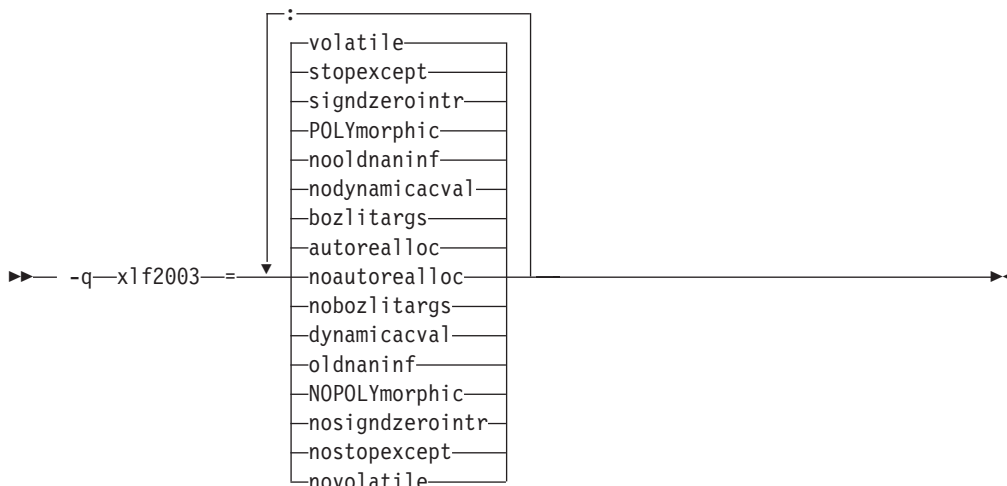 :
volatile
stopexcept
signdzerointr
POLYmorphic
nooldnaninf
nodynamicacval
bozlitargs
autorealloc
-q xlf2003 = noautorealloc
nobozlitargs
dynamicacval
oldnaninf
NOPOLYmorphic
nosigndzerointr
nostopexcept
novolatile